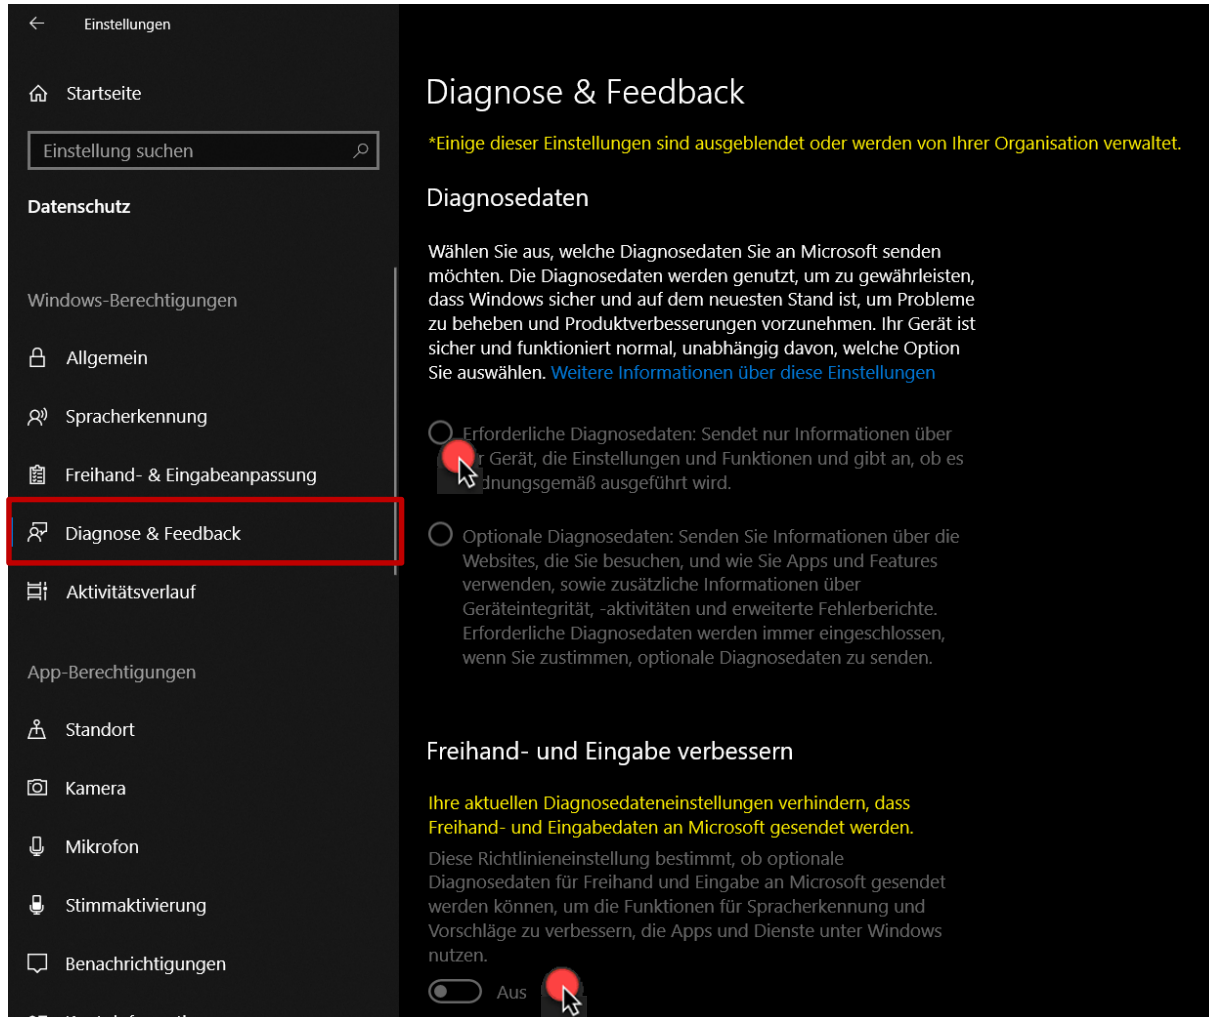 Einstellungen
Startseite
Einstellung suchen
Datenschutz
Windows-Berechtigungen
Allgemein
Spracherkennung
Freihand- & Eingabeanpassung
Diagnose & Feedback
Aktivitätsverlauf
App-Berechtigungen
Standort
Kamera
Mikrofon
Stimmaktivierung
Benachrichtigungen
Diagnose & Feedback
*Einige dieser Einstellungen sind ausgeblendet oder werden von Ihrer Organisation verwaltet.
Diagnosedaten
Wählen Sie aus, welche Diagnosedaten Sie an Microsoft senden
möchten. Die Diagnosedaten werden genutzt, um zu gewährleisten,
dass Windows sicher und auf dem neuesten Stand ist, um Probleme
zu beheben und Produktverbesserungen vorzunehmen. Ihr Gerät ist
sicher und funktioniert normal, unabhängig davon, welche Option
Sie auswählen. Weitere Informationen über diese Einstellungen
Erforderliche Diagnosedaten: Sendet nur Informationen über
Gerät, die Einstellungen und Funktionen und gibt an, ob es
dnungsgemäß ausgeführt wird.
Optionale Diagnosedaten: Senden Sie Informationen über die
Websites, die Sie besuchen, und wie Sie Apps und Features
verwenden, sowie zusätzliche Informationen über
Geräteintegrität, -aktivitäten und erweiterte Fehlerberichte.
Erforderliche Diagnosedaten werden immer eingeschlossen,
wenn Sie zustimmen, optionale Diagnosedaten zu senden.
Freihand- und Eingabe verbessern
Ihre aktuellen Diagnosedateneinstellungen verhindern, dass
Freihand- und Eingabedaten an Microsoft gesendet werden.
Diese Richtlinieneinstellung bestimmt, ob optionale
Diagnosedaten für Freihand und Eingabe an Microsoft gesendet
werden können, um die Funktionen für Spracherkennung und
Vorschläge zu verbessern, die Apps und Dienste unter Windows
nutzen.
Aus